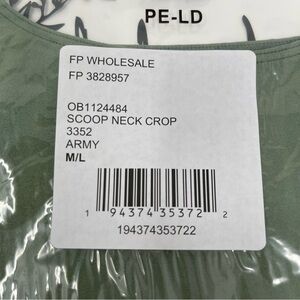 PE-LD
FP WHOLESALE
FP 3828957
OB1124484
SCOOP NECK CROP
3352
ARMY
M/L
1 94374 35372 2
194374353722